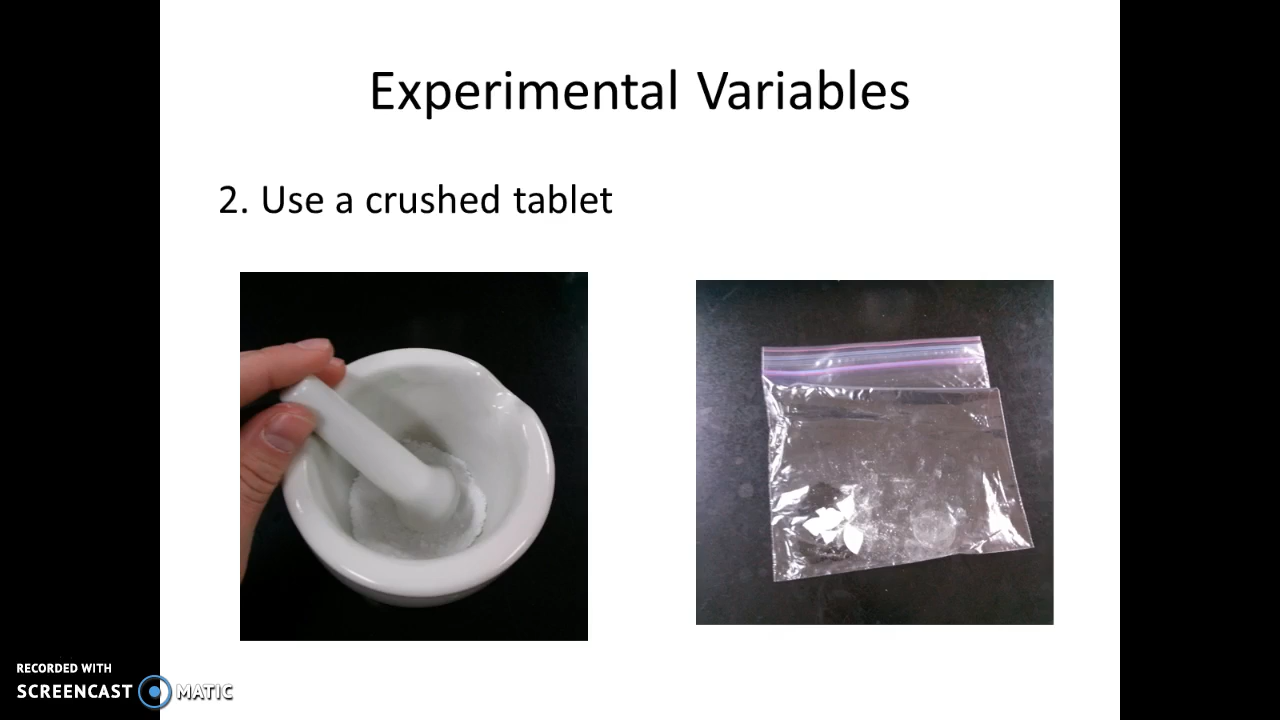 Experimental Variables
2. Use a crushed tablet
RECORDED WITH
SCREENCAST MATIC